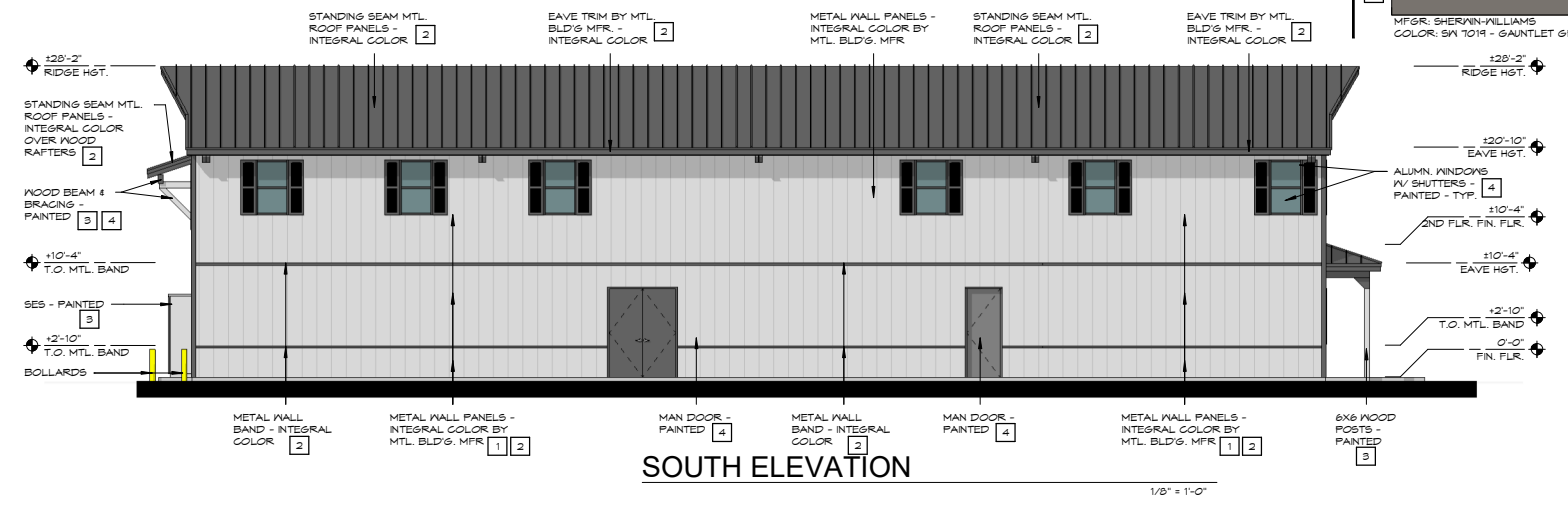 STANDING SEAM MTL.
ROOF PANELS -
INTEGRAL COLOR 2
EAVE TRIM BY MTL.
BLD'G MFR. -
INTEGRAL COLOR 2
METAL WALL PANELS -
INTEGRAL COLOR BY
MTL. BLD'G. MFR
STANDING SEAM MTL.
ROOF PANELS -
INTEGRAL COLOR 2
EAVE TRIM BY MTL.
BLD'G MFR. -
INTEGRAL COLOR 2
MFGR: SHERWIN-WILLIAMS
COLOR: SW 7019 - GAUNTLET
±28'-2"
RIDGE HGT.
STANDING SEAM MTL.
ROOF PANELS -
INTEGRAL COLOR
OVER WOOD
RAFTERS 2
WOOD BEAM &
BRACING -
PAINTED 3 4
+10'-4"
T.O. MTL. BAND
SES - PAINTED
3
+2'-10"
T.O. MTL. BAND
BOLLARDS
±28'-2"
RIDGE HGT.
±20'-10"
EAVE HGT.
ALUMN. WINDOWS
W/ SHUTTERS -
PAINTED - TYP. 4
±10'-4"
2ND FLR. FIN. FLR.
±10'-4"
EAVE HGT.
+2'-10"
T.O. MTL. BAND
0'-0"
FIN. FLR.
METAL WALL
BAND - INTEGRAL
COLOR 2
METAL WALL PANELS -
INTEGRAL COLOR BY
MTL. BLD'G. MFR 1 2
MAN DOOR -
PAINTED 4
METAL WALL
BAND - INTEGRAL
COLOR 2
MAN DOOR -
PAINTED 4
METAL WALL PANELS -
INTEGRAL COLOR BY
MTL. BLD'G. MFR 1 2
6X6 WOOD
POSTS -
PAINTED
3
SOUTH ELEVATION
1/8" = 1'-0"